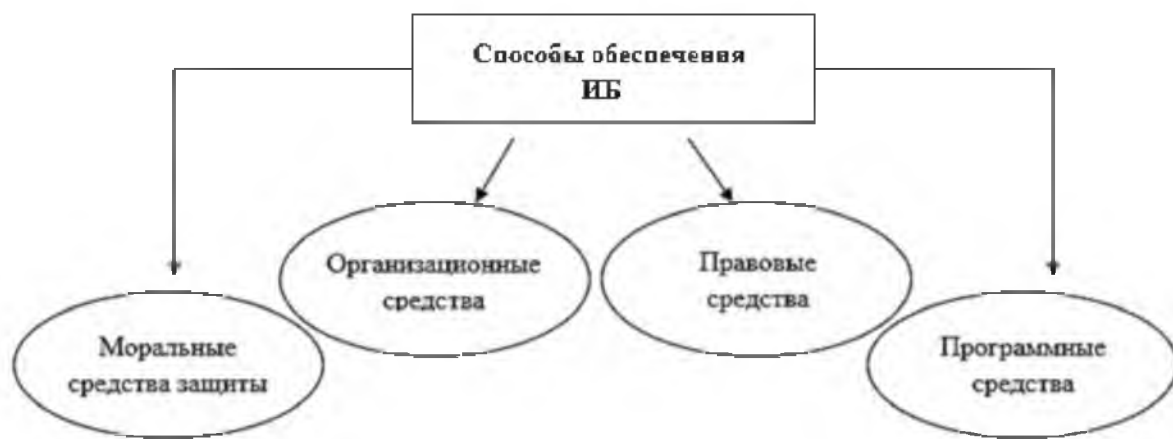 Способы обеспечения
ИБ
Организационные
средства
Правовые
средства
Моральные
средства защиты
Программные
средства